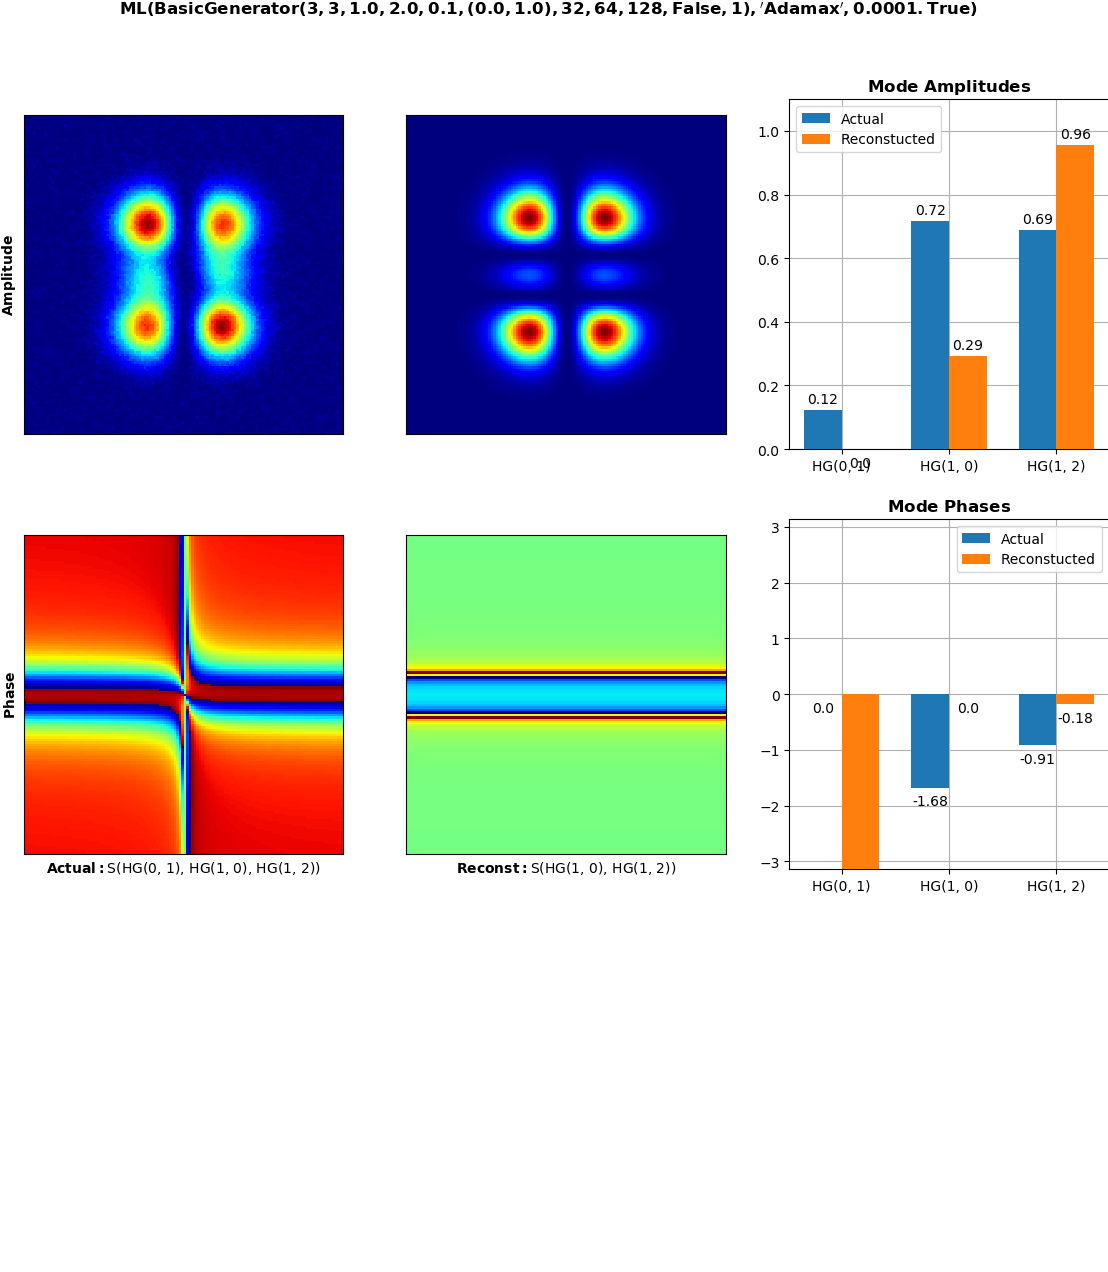 ML(BasicGenerator(3, 3, 1.0, 2.0, 0.1, (0.0, 1.0), 32, 64, 128, False, 1), ′Adamax′, 0.0001. True)
Amplitude
Mode Amplitudes
Actual
Reconstucted
1.0
0.8
0.6
0.4
0.2
0.0
0.12
0.0
0.72
0.29
0.69
0.96
HG(0, 1)
HG(1, 0)
HG(1, 2)
Phase
Actual: S(HG(0, 1), HG(1, 0), HG(1, 2))
Reconst: S(HG(1, 0), HG(1, 2))
Mode Phases
Actual
Reconstucted
3
2
1
0
−1
−2
−3
0.0
-1.68
0.0
-0.91
-0.18
HG(0, 1)
HG(1, 0)
HG(1, 2)